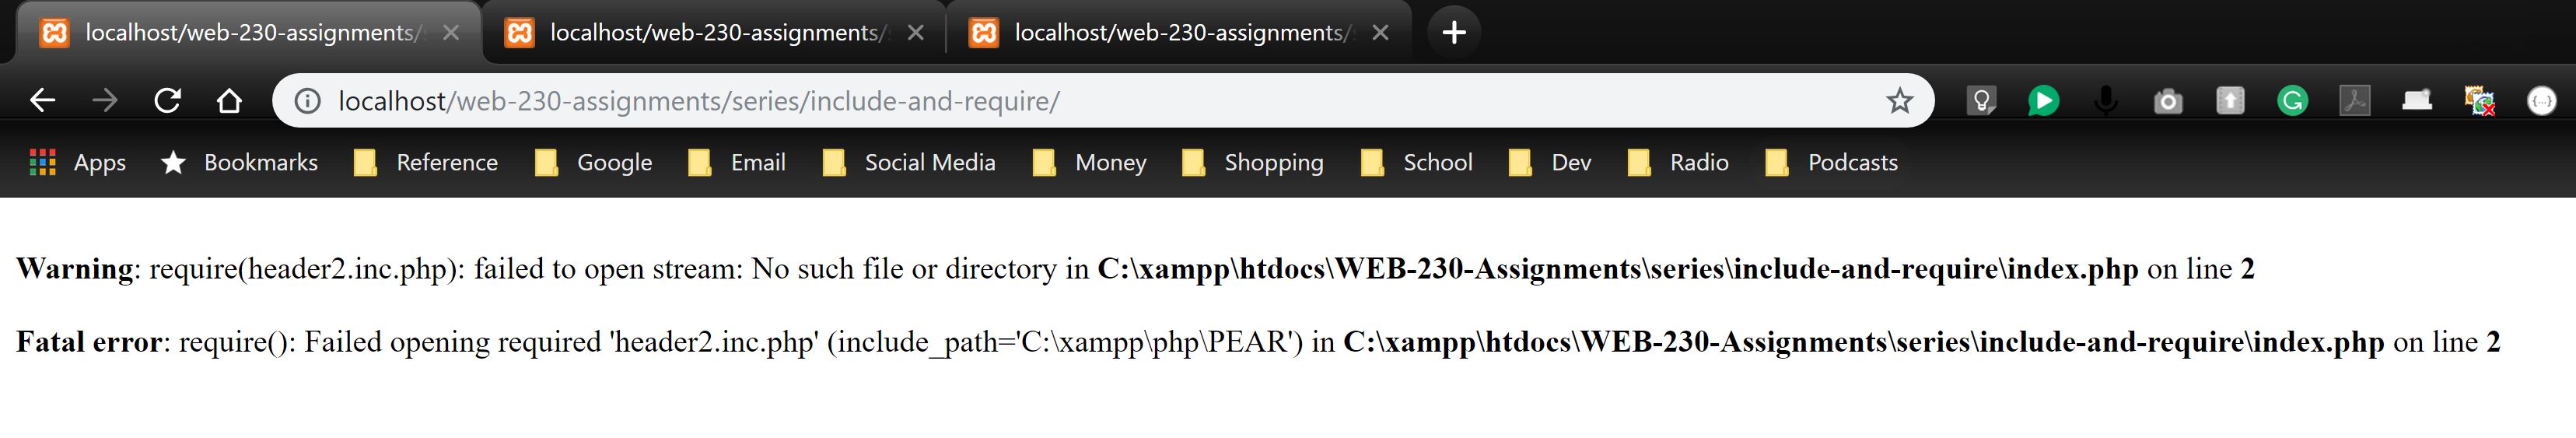 localhost/web-230-assignments/ localhost/web-230-assignments/ localhost/web-230-assignments/
localhost/web-230-assignments/series/include-and-require/
Apps Bookmarks Reference Google Email Social Media Money Shopping School Dev Radio Podcasts
Warning: require(header2.inc.php): failed to open stream: No such file or directory in C:\xampp\htdocs\WEB-230-Assignments\series\include-and-require\index.php on line 2
Fatal error: require(): Failed opening required 'header2.inc.php' (include_path='C:\xampp\php\PEAR') in C:\xampp\htdocs\WEB-230-Assignments\series\include-and-require\index.php on line 2